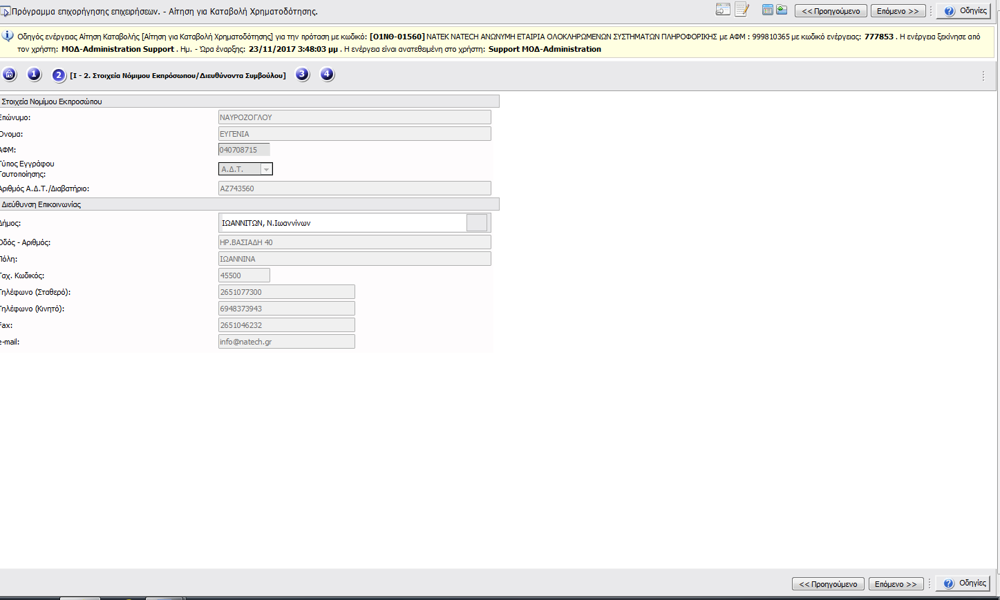 Πρόγραμμα επιχορήγησης επιχειρήσεων. - Αίτηση για Καταβολή Χρηματοδότησης.
<< Προηγούμενο
Επόμενο >>
Οδηγίες
Οδηγός ενέργειας Αίτηση Καταβολής [Αίτηση για Καταβολή Χρηματοδότησης] για την πρόταση με κωδικό: [Ο1ΝΘ-01560] NATEK NATECH ΑΝΩΝΥΜΗ ΕΤΑΙΡΙΑ ΟΛΟΚΛΗΡΩΜΕΝΩΝ ΣΥΣΤΗΜΑΤΩΝ ΠΛΗΡΟΦΟΡΙΚΗΣ με ΑΦΜ : 999810365 με κωδικό ενέργειας: 777853 . Η ενέργεια ξεκίνησε από
τον χρήστη: ΜΟΔ-Administration Support . Ημ. - Ώρα έναρξης: 23/11/2017 3:48:03 μμ . Η ενέργεια είναι ανατεθειμένη στο χρήστη: Support ΜΟΔ-Administration
1 2 [Ι - 2. Στοιχεία Νόμιμου Εκπρόσωπου/Διευθύνοντα Συμβούλου] 3 4
Στοιχεία Νομίμου Εκπροσώπου
Επώνυμο: ΝΑΥΡΟΖΟΓΛΟΥ
Όνομα: ΕΥΓΕΝΙΑ
ΑΦΜ: 040708715
Τύπος Εγγράφου
Ταυτοποίησης: Α.Δ.Τ.
Αριθμός Α.Δ.Τ./Διαβατήριο: ΑΖ743560
Διεύθυνση Επικοινωνίας
Δήμος: ΙΩΑΝΝΙΤΩΝ, Ν.Ιωαννίνων
Οδός - Αριθμός: ΗΡ.ΒΑΣΙΑΔΗ 40
Πόλη: ΙΩΑΝΝΙΝΑ
Ταχ. Κωδικός: 45500
Τηλέφωνο (Σταθερό): 2651077300
Τηλέφωνο (Κινητό): 6948373943
Fax: 2651046232
e-mail: info@natech.gr
<< Προηγούμενο
Επόμενο >>
Οδηγίες